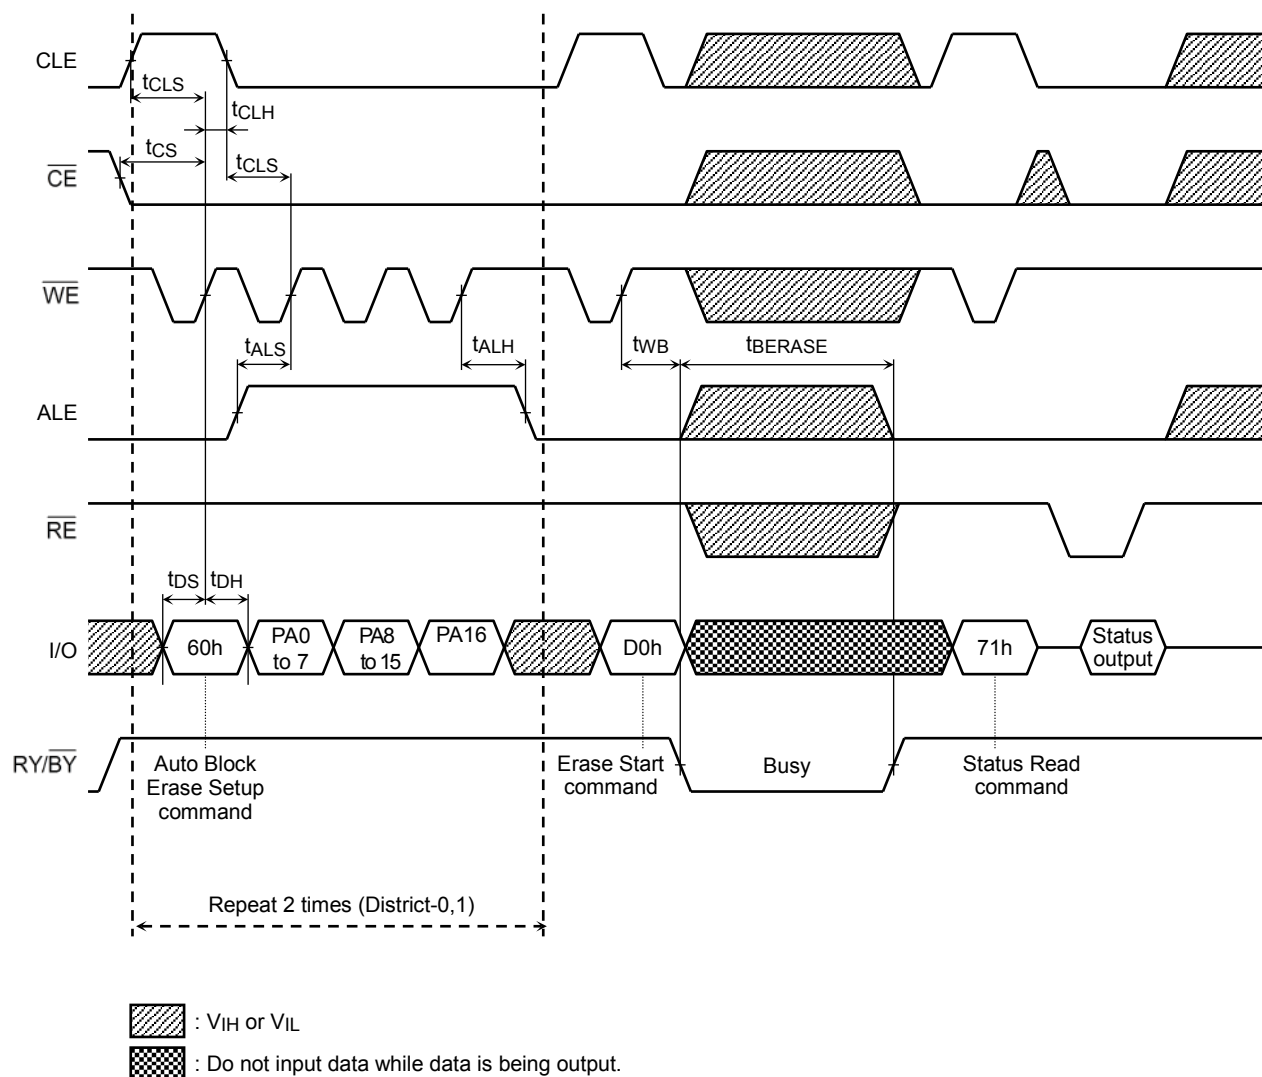 CLE
tCLS
tCLH
tCS
tCLS
CE
WE
tALS
tALH
tWB
tBERASE
ALE
RE
tDS
tDH
I/O
60h
PA0
to 7
PA8
to 15
PA16
D0h
71h
Status
output
RY/BY
Auto Block
Erase Setup
command
Erase Start
command
Busy
Status Read
command
Repeat 2 times (District-0,1)
: VIH or VIL
: Do not input data while data is being output.